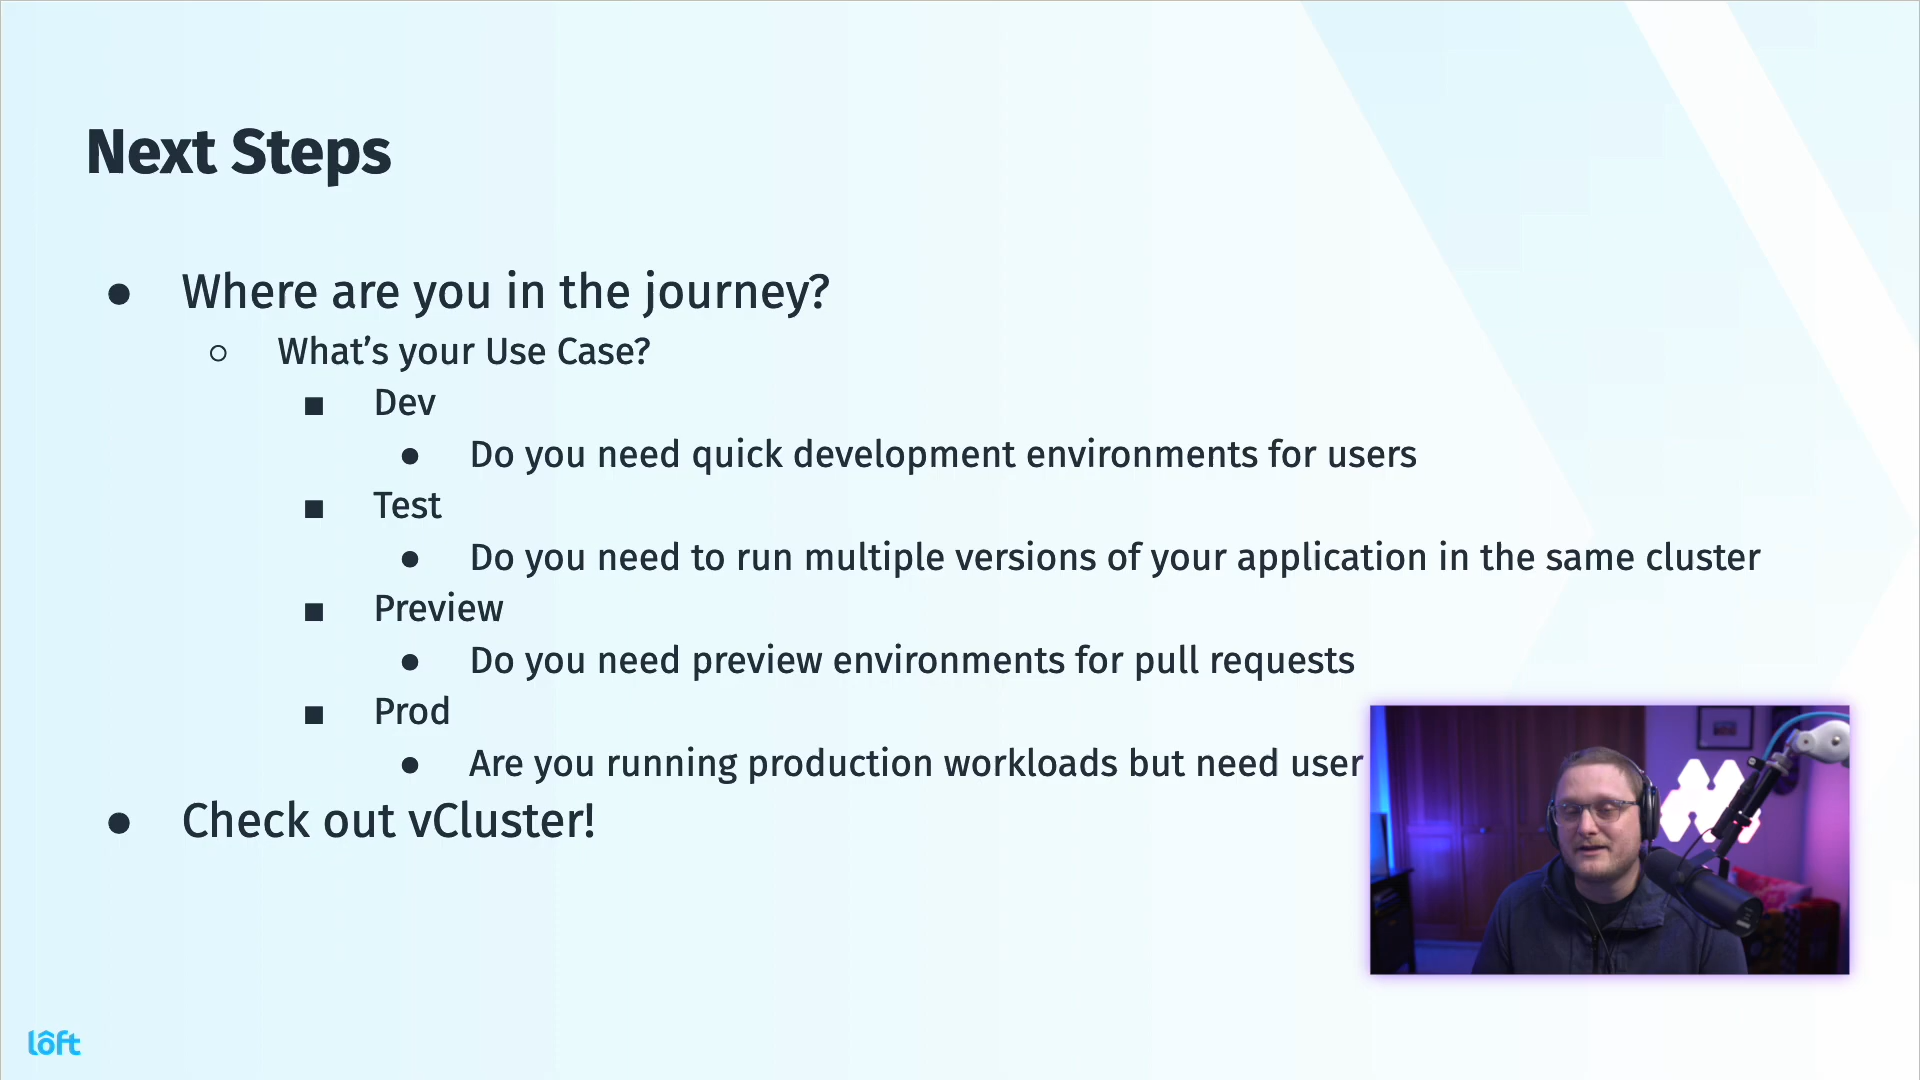 Next Steps
● Where are you in the journey?
○ What’s your Use Case?
■ Dev
● Do you need quick development environments for users
■ Test
● Do you need to run multiple versions of your application in the same cluster
■ Preview
● Do you need preview environments for pull requests
■ Prod
● Are you running production workloads but need user
● Check out vCluster!
lôft